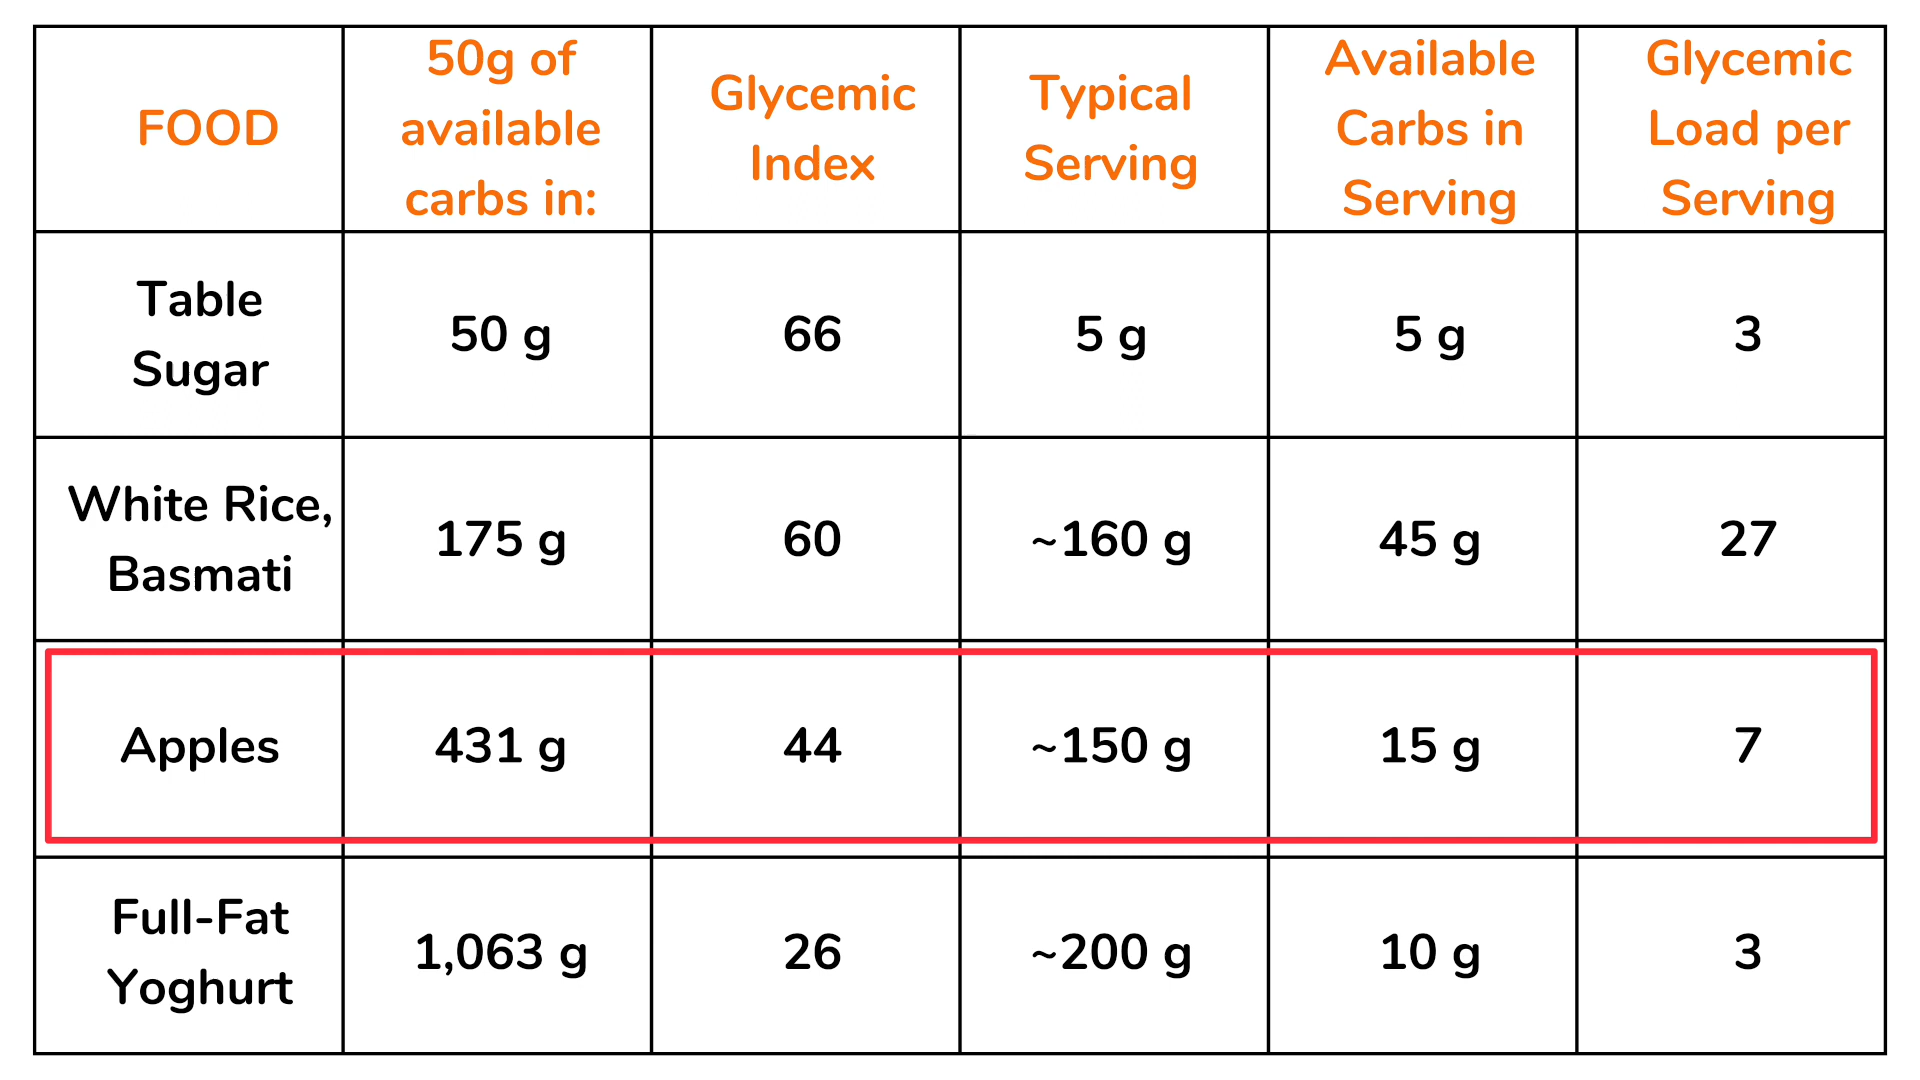 FOOD
50g of
available
carbs in:
Glycemic
Index
Typical
Serving
Available
Carbs in
Serving
Glycemic
Load per
Serving
Table
Sugar
50 g
66
5 g
5 g
3
White Rice,
Basmati
175 g
60
~160 g
45 g
27
Apples
431 g
44
~150 g
15 g
7
Full-Fat
Yoghurt
1,063 g
26
~200 g
10 g
3